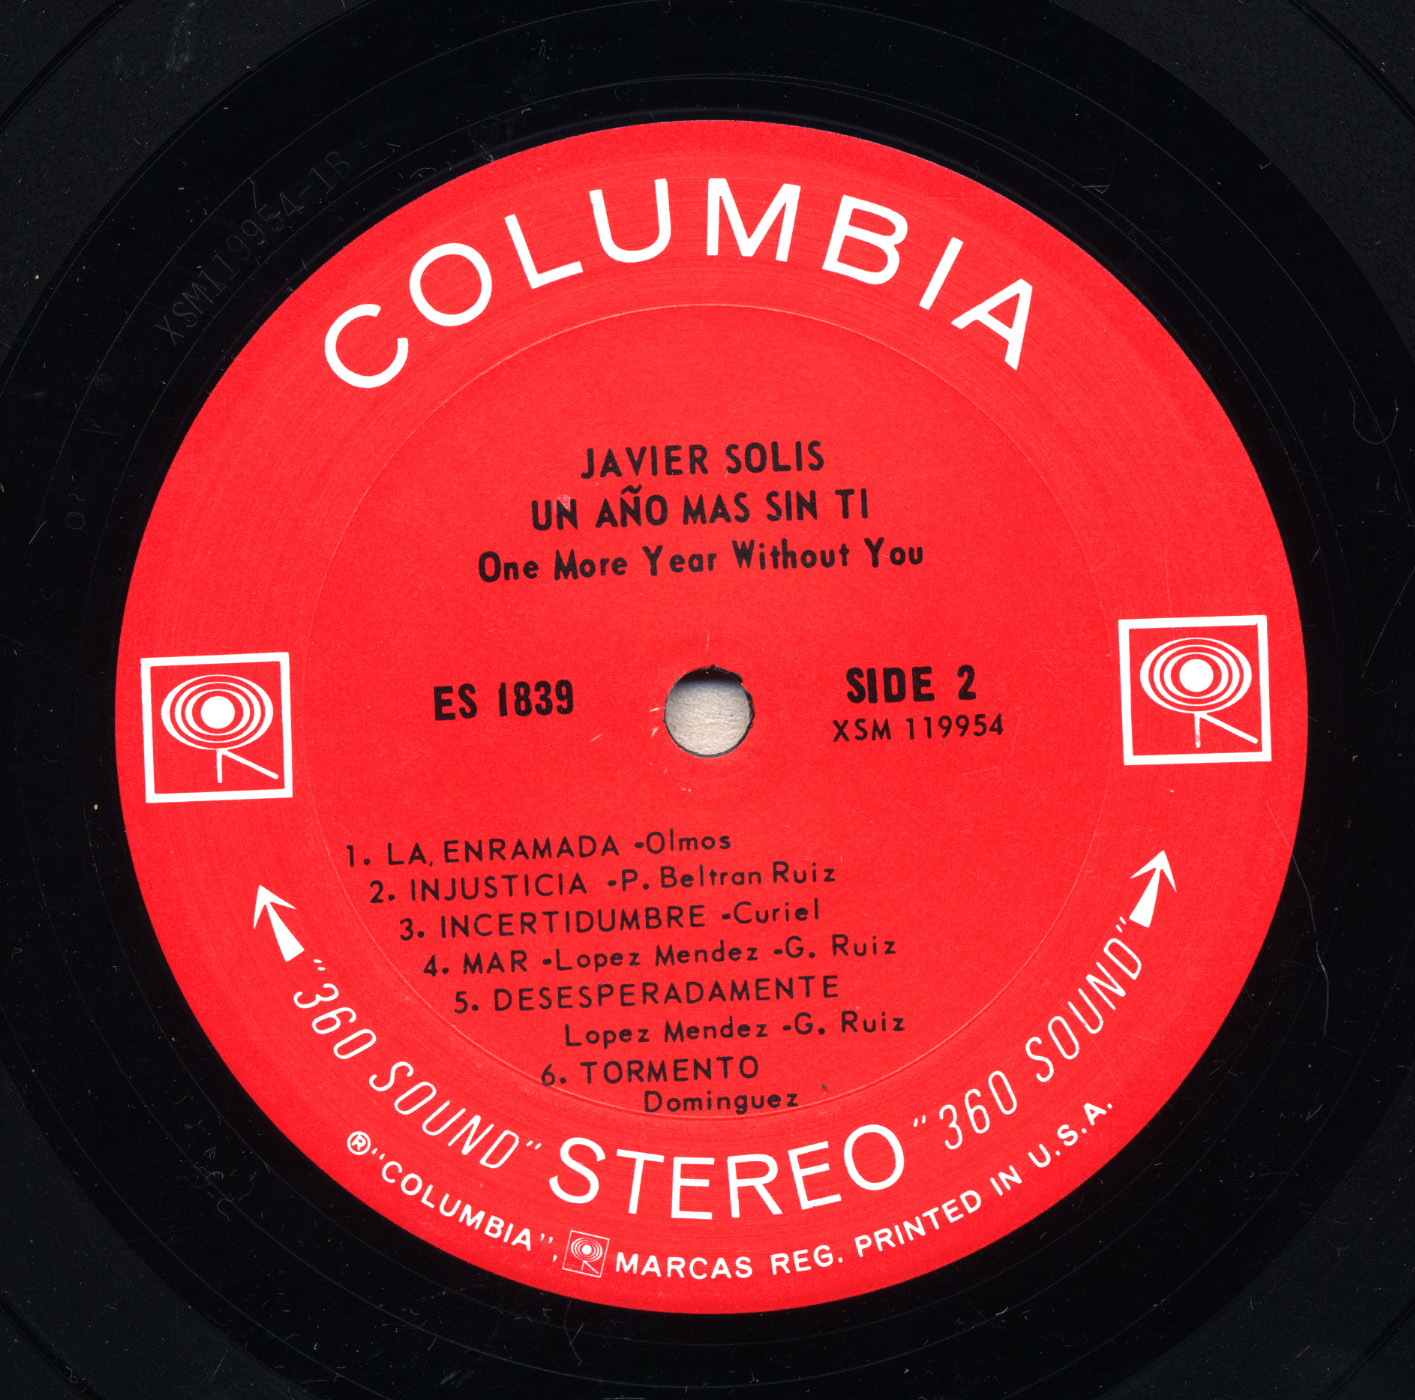 XSM119954-1B
COLUMBIA
JAVIER SOLIS
UN AÑO MAS SIN TI
One More Year Without You
ES 1839
SIDE 2
XSM 119954
1. LA, ENRAMADA -Olmos
2. INJUSTICIA -P. Beltran Ruiz
3. INCERTIDUMBRE -Curiel
4. MAR -Lopez Mendez -G. Ruiz
5. DESESPERADAMENTE
Lopez Mendez -G. Ruiz
6. TORMENTO
Dominguez
"360 SOUND" STEREO "360 SOUND"
®"COLUMBIA", MARCAS REG. PRINTED IN U.S.A.